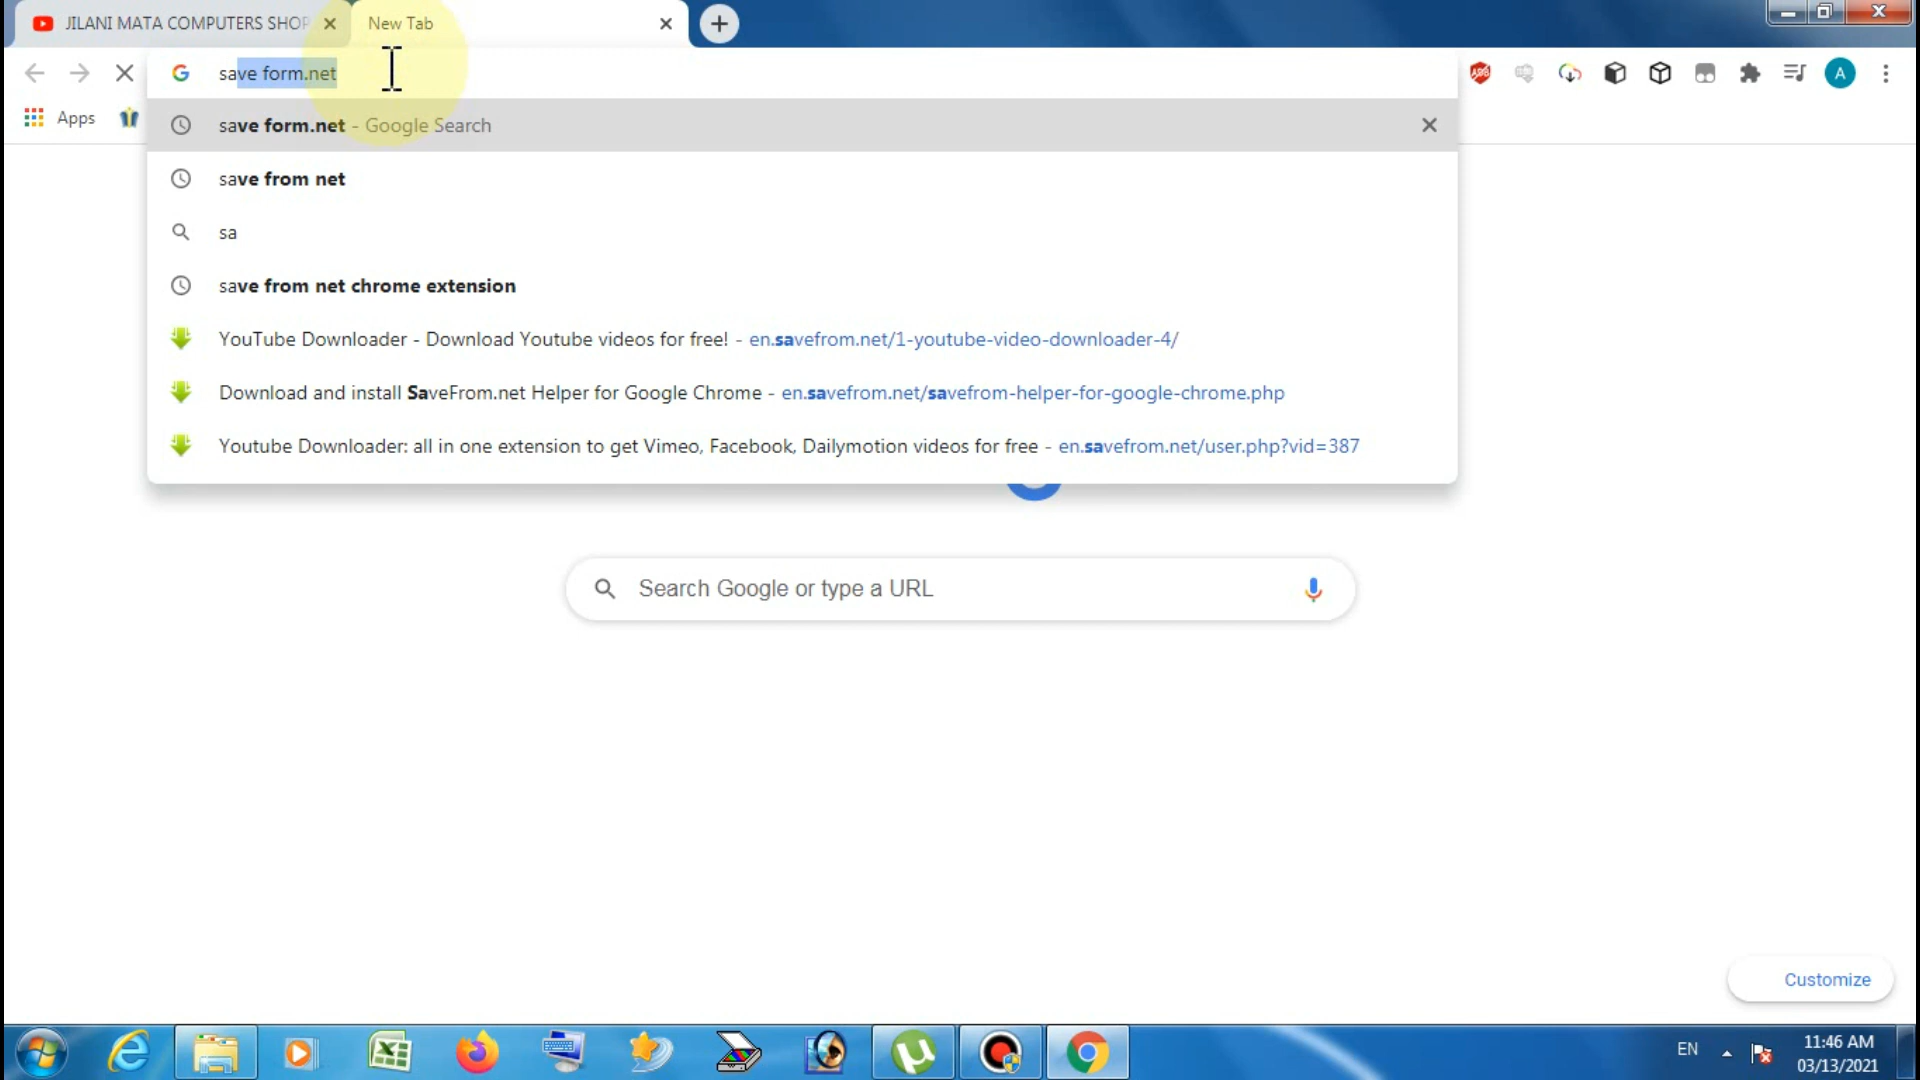 JILANI MATA COMPUTERS SHOP
New Tab
save form.net
A
Apps
save form.net - Google Search
save from net
sa
save from net chrome extension
YouTube Downloader - Download Youtube videos for free! - en.savefrom.net/1-youtube-video-downloader-4/
Download and install SaveFrom.net Helper for Google Chrome - en.savefrom.net/savefrom-helper-for-google-chrome.php
Youtube Downloader: all in one extension to get Vimeo, Facebook, Dailymotion videos for free - en.savefrom.net/user.php?vid=387
Search Google or type a URL
Customize
EN
11:46 AM
03/13/2021